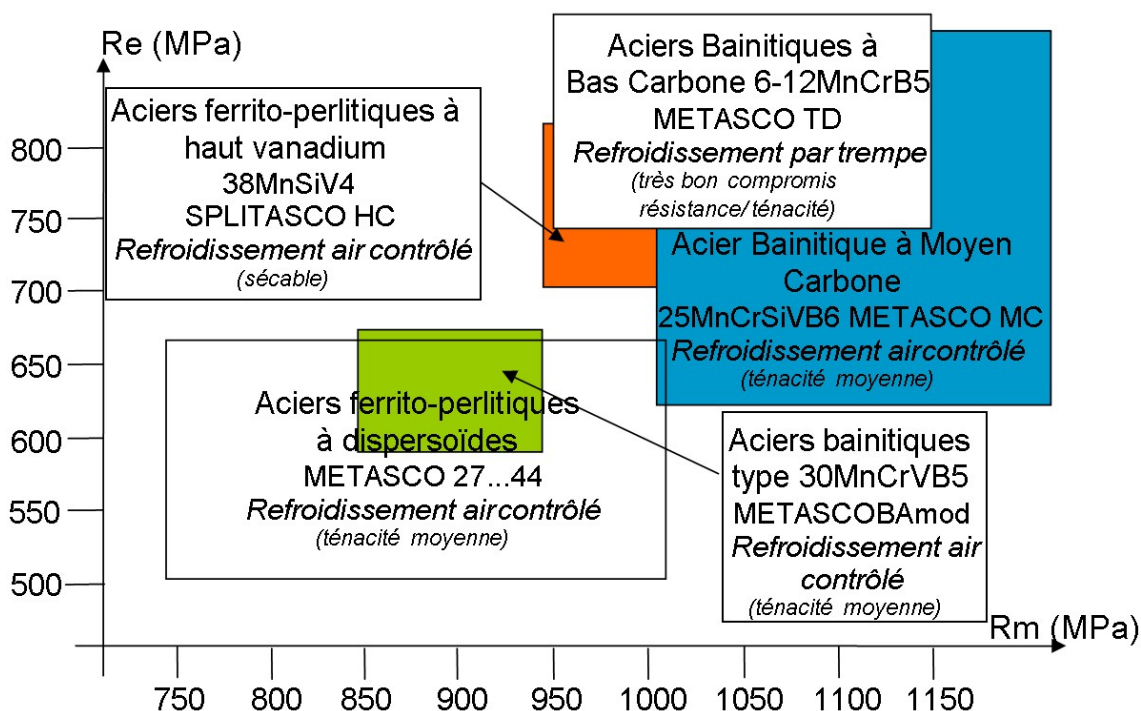 Re (MPa)
Aciers ferrito-perlitiques à
haut vanadium
38MnSiV4
SPLITASCO HC
Refroidissement air contrôlé
(sécable)
Aciers Bainitiques à
Bas Carbone 6-12MnCrB5
METASCO TD
Refroidissement par trempe
(très bon compromis
résistance/ténacité)
Acier Bainitique à Moyen
Carbone
25MnCrSiVB6 METASCO MC
Refroidissement aircontrôlé
(ténacité moyenne)
Aciers ferrito-perlitiques
à dispersoïdes
METASCO 27...44
Refroidissement aircontrôlé
(ténacité moyenne)
Aciers bainitiques
type 30MnCrVB5
METASCOBAmod
Refroidissement air
contrôlé
(ténacité moyenne)
800
750
700
650
600
550
500
Rm (MPa)
750 800 850 900 950 1000 1050 1100 1150